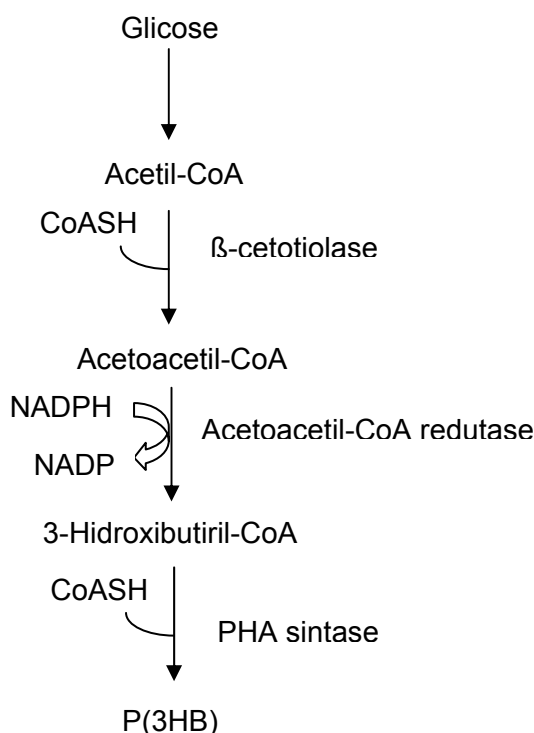 Glicose
Acetil-CoA
CoASH
ß-cetotiolase
Acetoacetil-CoA
NADPH
Acetoacetil-CoA redutase
NADP
3-Hidroxibutiril-CoA
CoASH
PHA sintase
P(3HB)